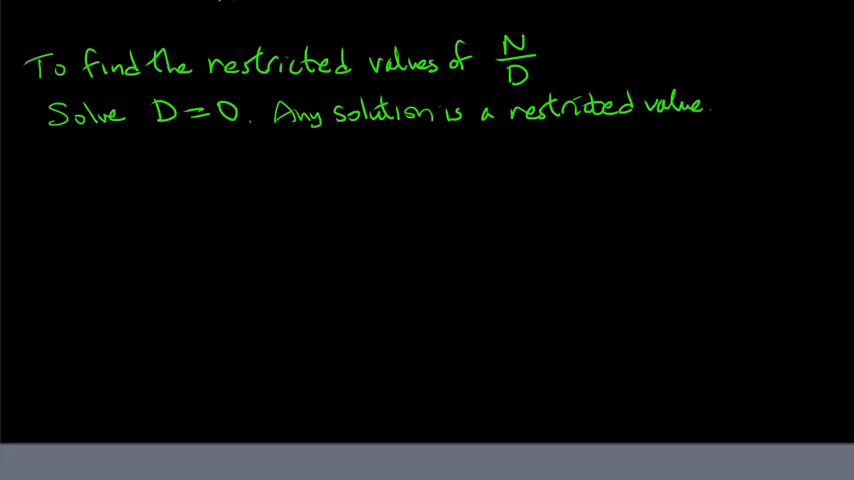 To find the restricted values of N/D
Solve D = 0. Any solution is a restricted value.